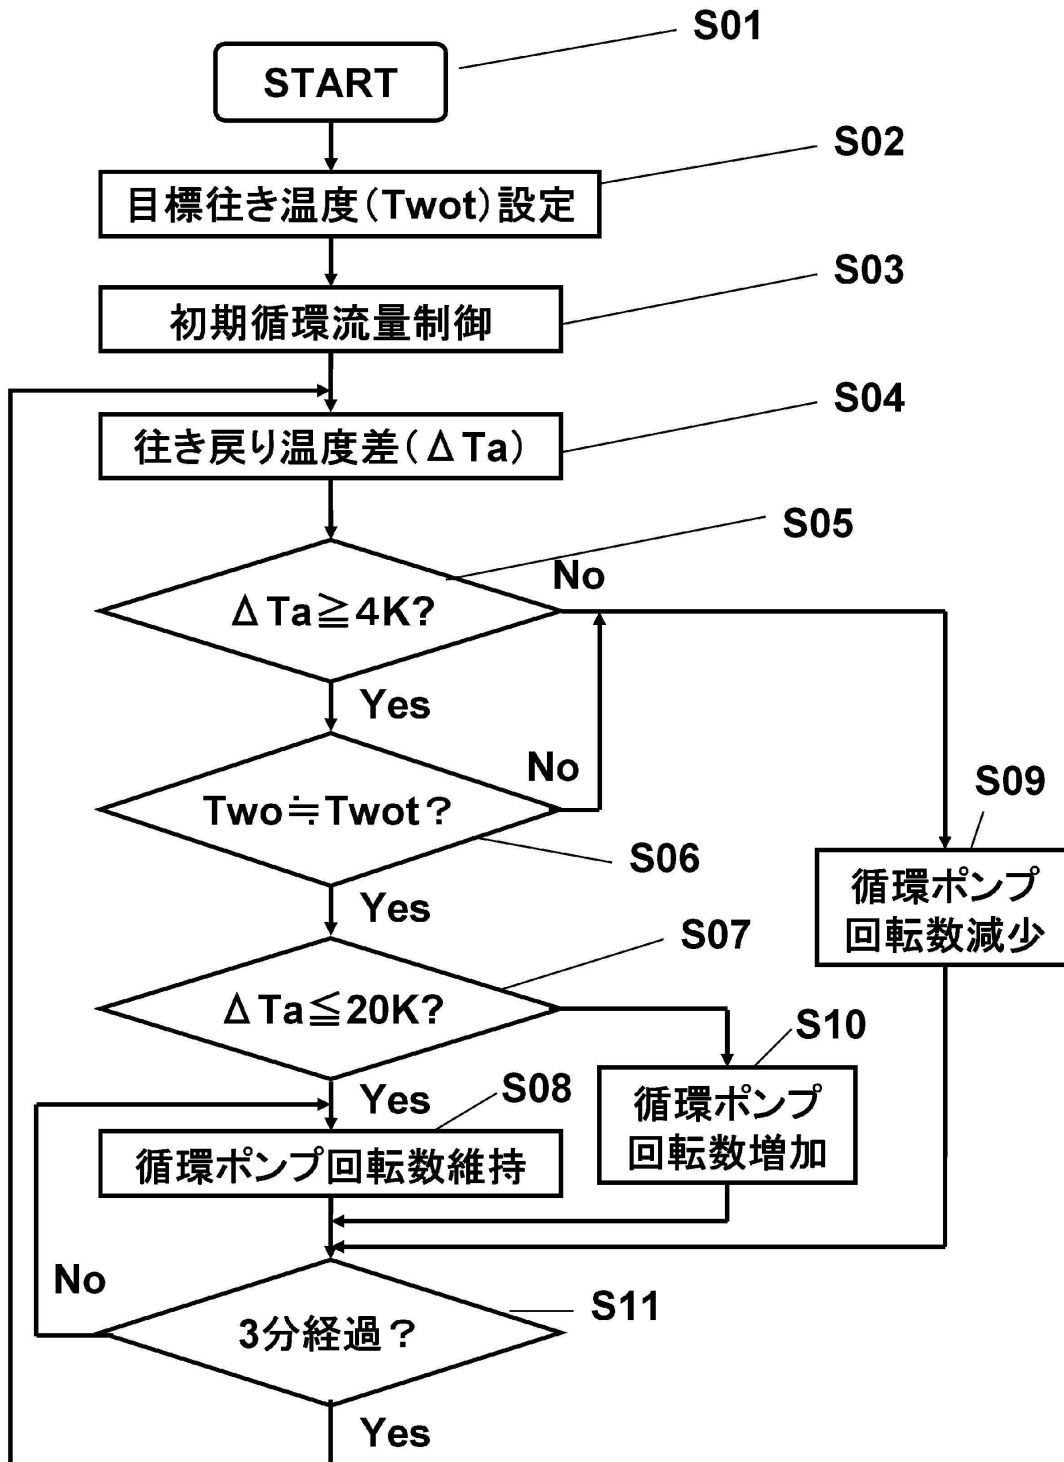 S01
START
S02
目標往き温度(Twot)設定
S03
初期循環流量制御
S04
往き戻り温度差(ΔTa)
S05
ΔTa≧4K?
No
Yes
Two≒Twot?
No
S06
Yes
S09
循環ポンプ
回転数減少
S07
ΔTa≦20K?
S10
循環ポンプ
回転数増加
Yes
S08
循環ポンプ回転数維持
No
S11
3分経過?
Yes